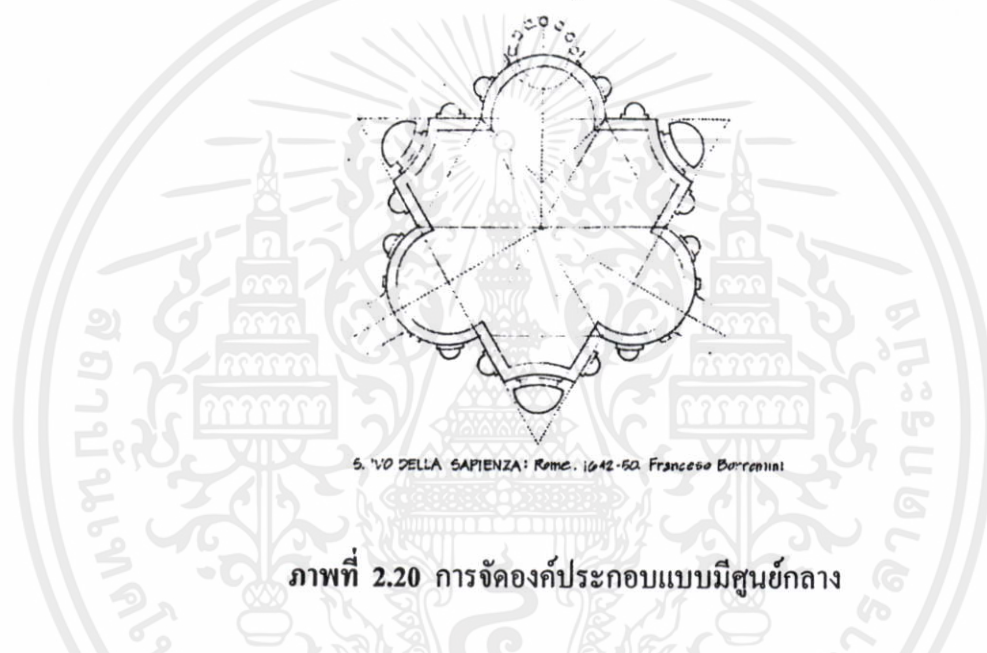 S. IVO DELLA SAPIENZA: Rome. 1642-50. Franceso Borromini
ภาพที่ 2.20 การจัดองค์ประกอบแบบมีศูนย์กลาง